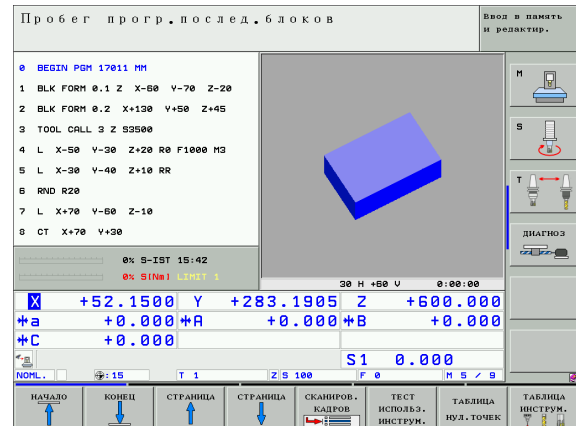 Пробег прогр.послед.блоков
Ввод в память
и редактир.
0 BEGIN PGM 17011 MM
1 BLK FORM 0.1 Z X-60 Y-70 Z-20
2 BLK FORM 0.2 X+130 Y+50 Z+45
3 TOOL CALL 3 Z S3500
4 L X-50 Y-30 Z+20 R0 F1000 M3
5 L X-30 Y-40 Z+10 RR
6 RND R20
7 L X+70 Y-60 Z-10
8 CT X+70 Y+30
M
S
T
ДИАГНОЗ
0% S-IST 15:42
0% S[Nm] LIMIT 1
30 H +60 V 0:00:00
X +52.1500 Y +283.1905 Z +600.000
a +0.000 A +0.000 B +0.000
C +0.000
S1 0.000
NOML. : 15 T 1 Z S 100 F 0 M 5 / 9
НАЧАЛО
КОНЕЦ
СТРАНИЦА
СТРАНИЦА
СКАНИРОВ.
КАДРОВ
ТЕСТ
ИСПОЛЬЗ.
ИНСТРУМ.
ТАБЛИЦА
НУЛ.ТОЧЕК
ТАБЛИЦА
ИНСТРУМ.